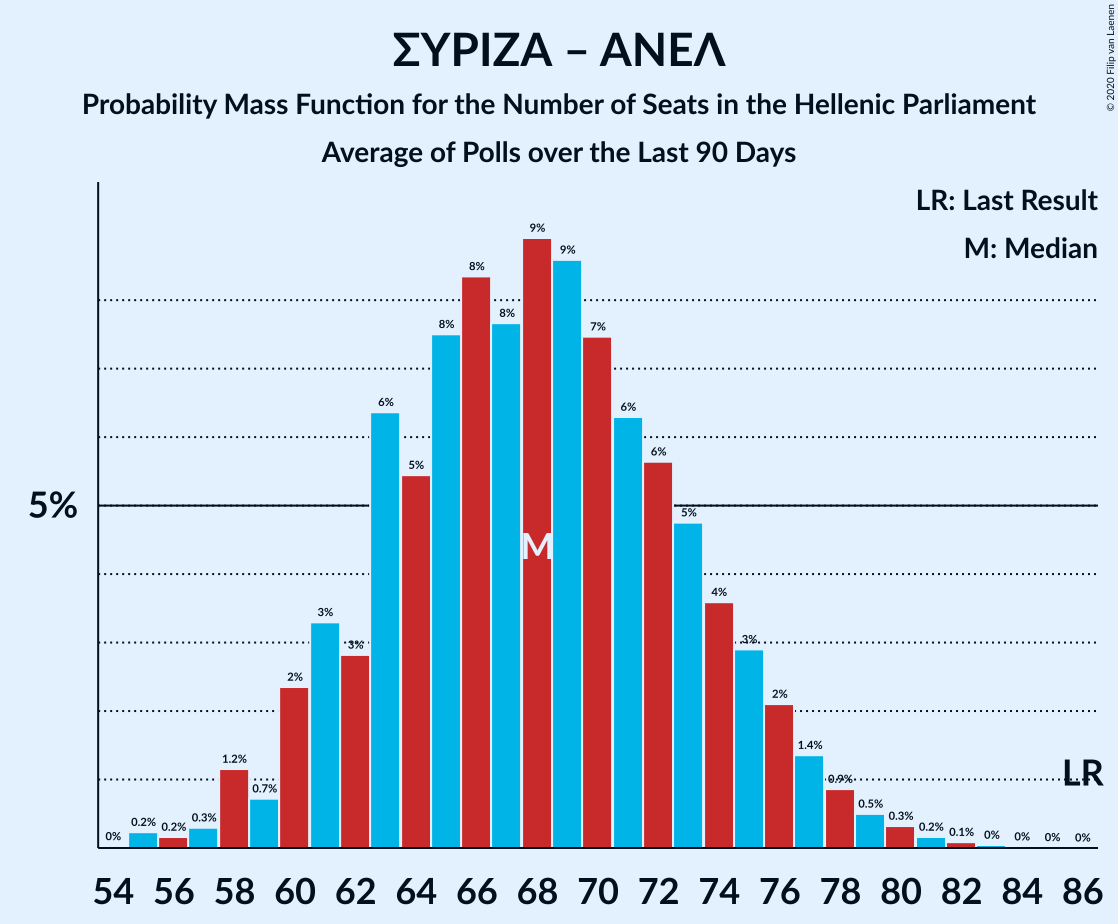 ΣΥΡΙΖΑ – ΑΝΕΛ
Probability Mass Function for the Number of Seats in the Hellenic Parliament
Average of Polls over the Last 90 Days
© 2020 Filip van Laenen
LR: Last Result
M: Median
5%
0% 0.2% 0.2% 0.3% 1.2% 0.7% 2% 3% 3% 6% 5% 8% 8% 8% 9% 9% 7% 6% 6% 5% 4% 3% 2% 1.4% 0.9% 0.5% 0.3% 0.2% 0.1% 0% 0% 0% 0%
M
LR
54 56 58 60 62 64 66 68 70 72 74 76 78 80 82 84 86